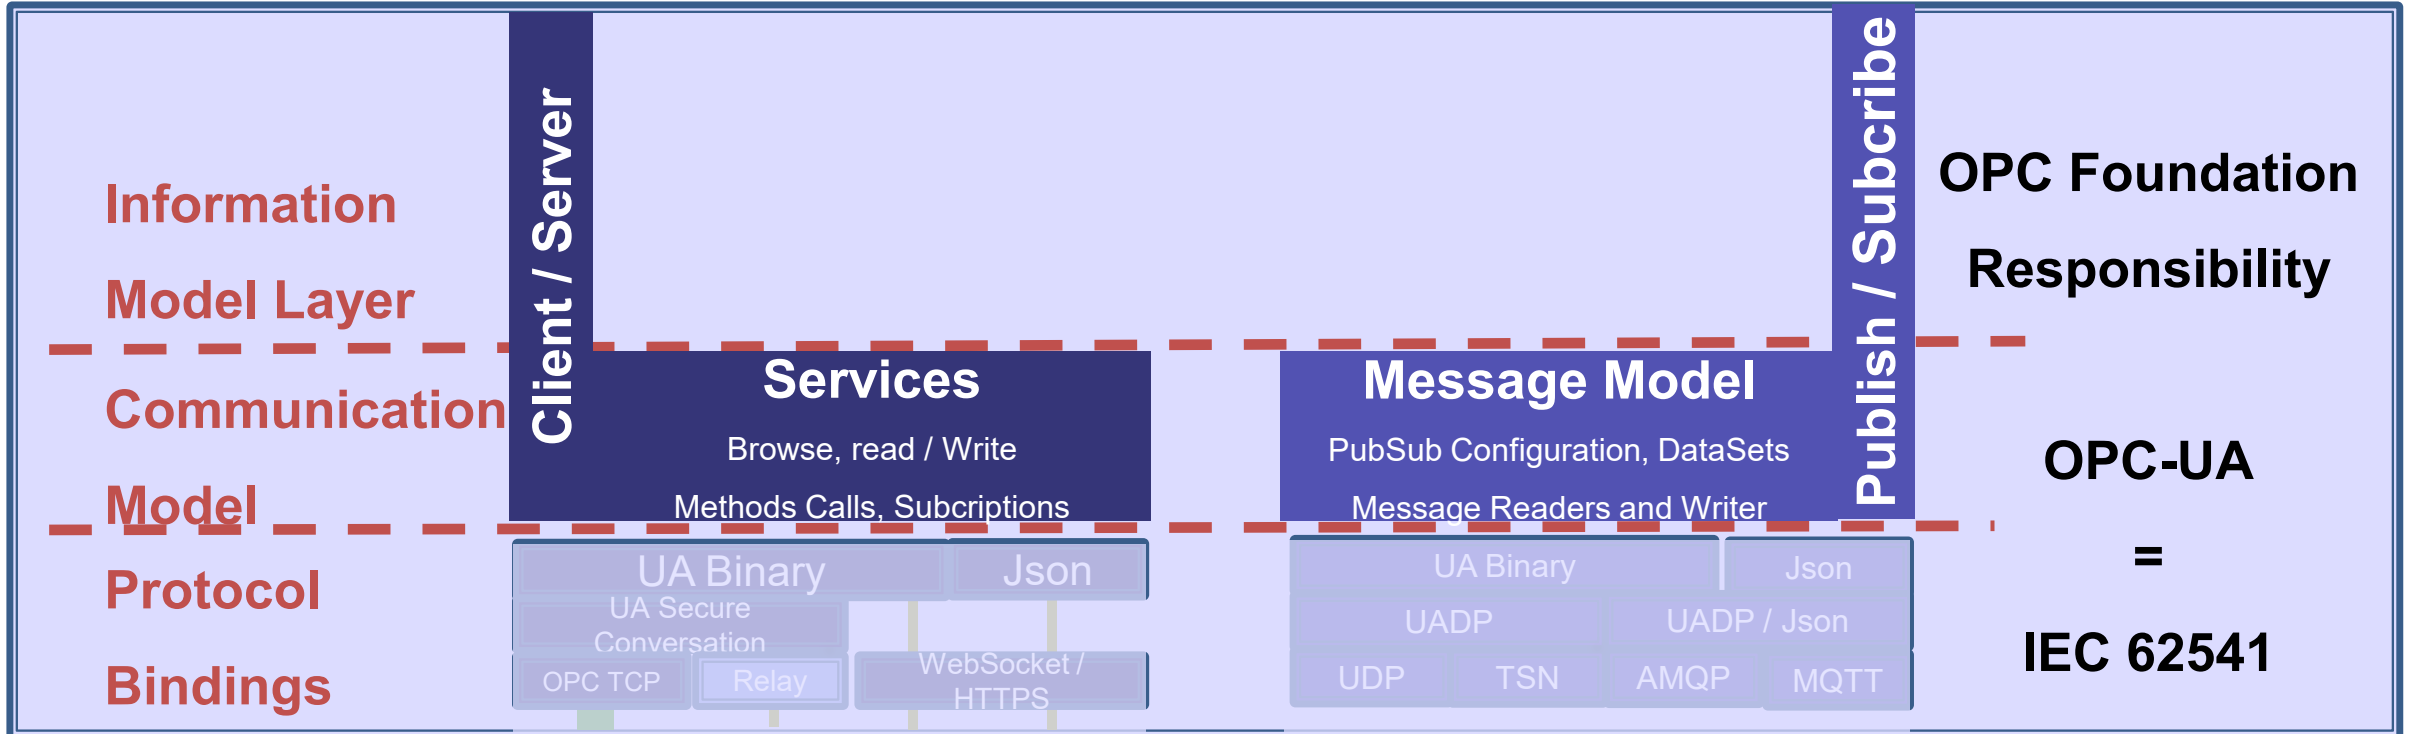 Information
Model Layer
Communication
Model
Protocol
Bindings
Client / Server
Services
Browse, read / Write
Methods Calls, Subcriptions
UA Binary
Json
UA Secure
Conversation
OPC TCP
Relay
WebSocket /
HTTPS
Message Model
PubSub Configuration, DataSets
Message Readers and Writer
Publish / Subcribe
UA Binary
Json
UADP
UADP / Json
UDP
TSN
AMQP
MQTT
OPC Foundation
Responsibility
OPC-UA
=
IEC 62541